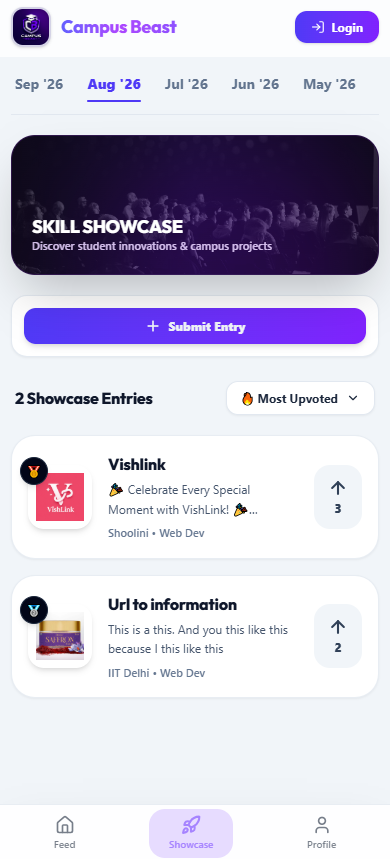 CAMPUS
Campus Beast
Login
Sep '26 Aug '26 Jul '26 Jun '26 May '26
SKILL SHOWCASE
Discover student innovations & campus projects
+ Submit Entry
2 Showcase Entries
🔥 Most Upvoted
Vishlink
🎉 Celebrate Every Special
Moment with VishLink! 🎉...
VishLink
Shoolini • Web Dev
3
Url to information
This is a this. And you this like this
because I this like this
SAFFRON
IIT Delhi • Web Dev
2
Feed
Showcase
Profile